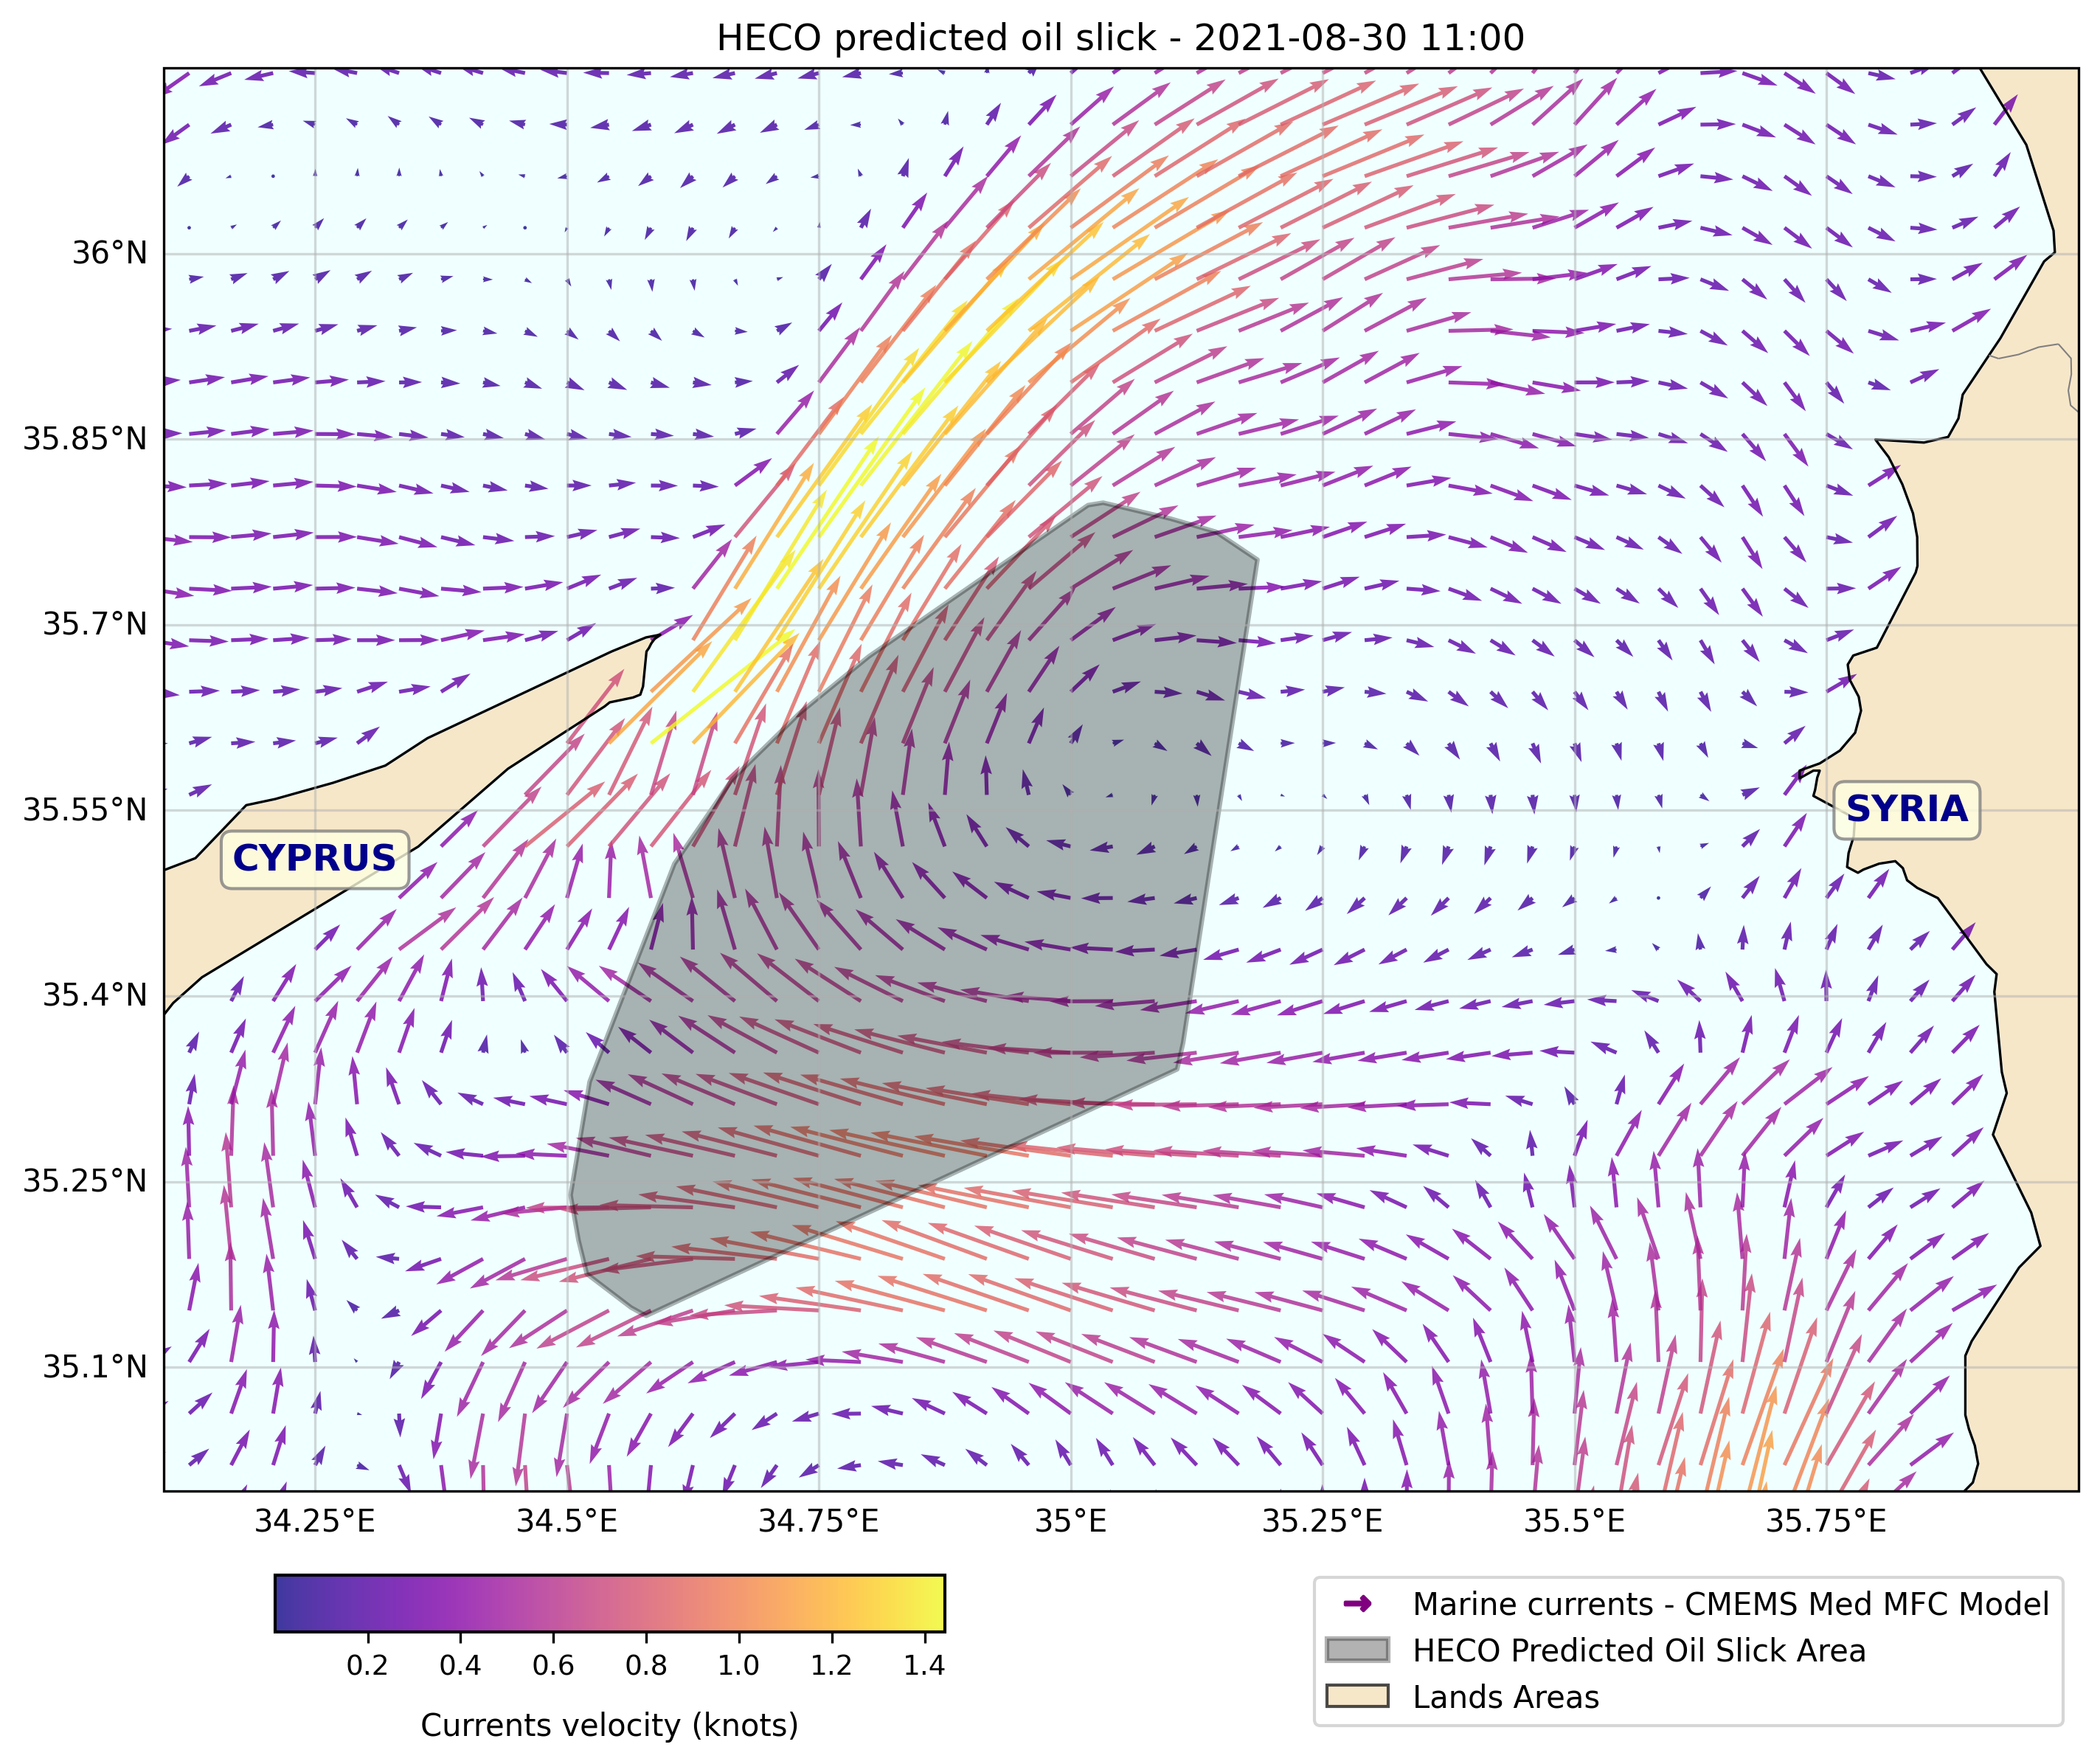 HECO predicted oil slick - 2021-08-30 11:00
36°N
35.85°N
35.7°N
35.55°N
35.4°N
35.25°N
35.1°N
CYPRUS
SYRIA
34.25°E
34.5°E
34.75°E
35°E
35.25°E
35.5°E
35.75°E
0.2
0.4
0.6
0.8
1.0
1.2
1.4
Currents velocity (knots)
Marine currents - CMEMS Med MFC Model
HECO Predicted Oil Slick Area
Lands Areas